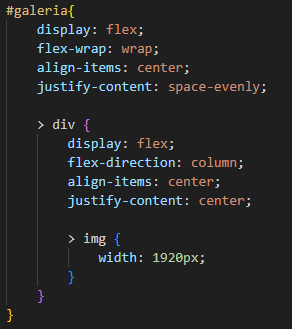 #galeria{
    display: flex;
    flex-wrap: wrap;
    align-items: center;
    justify-content: space-evenly;

    > div {
        display: flex;
        flex-direction: column;
        align-items: center;
        justify-content: center;

        > img {
            width: 1920px;
        }
    }
}